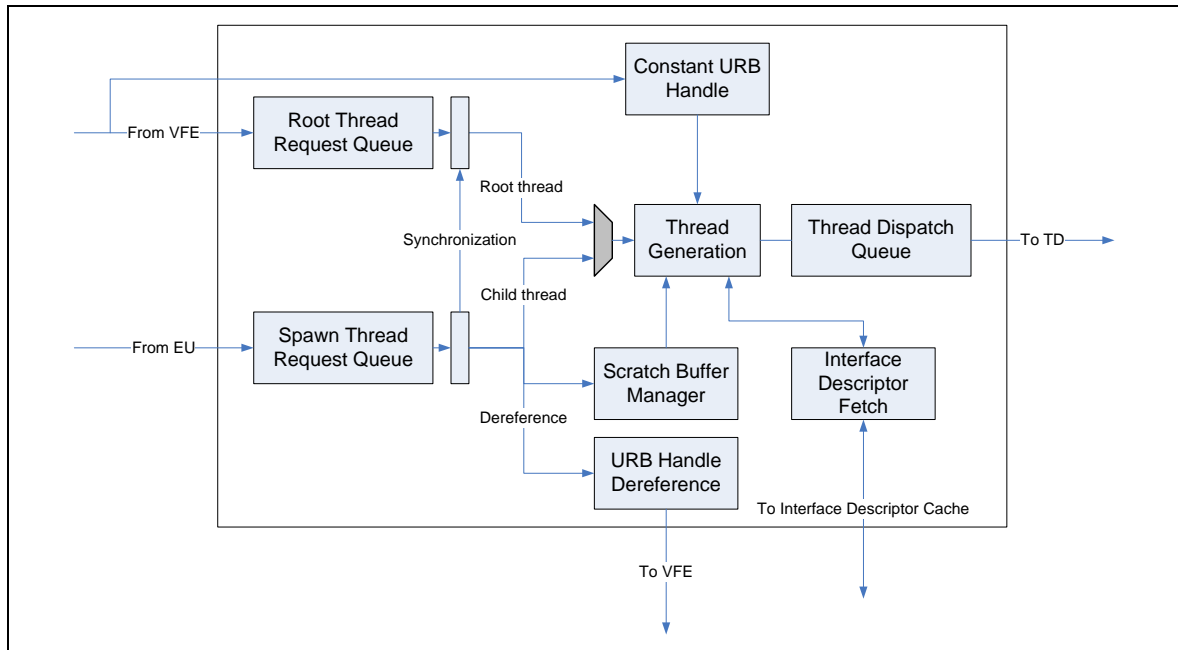 Constant URB
Handle
From VFE
Root Thread
Request Queue
Root thread
Synchronization
Thread
Generation
Thread Dispatch
Queue
To TD
Child thread
From EU
Spawn Thread
Request Queue
Scratch Buffer
Manager
Interface
Descriptor
Fetch
Dereference
URB Handle
Dereference
To Interface Descriptor Cache
To VFE